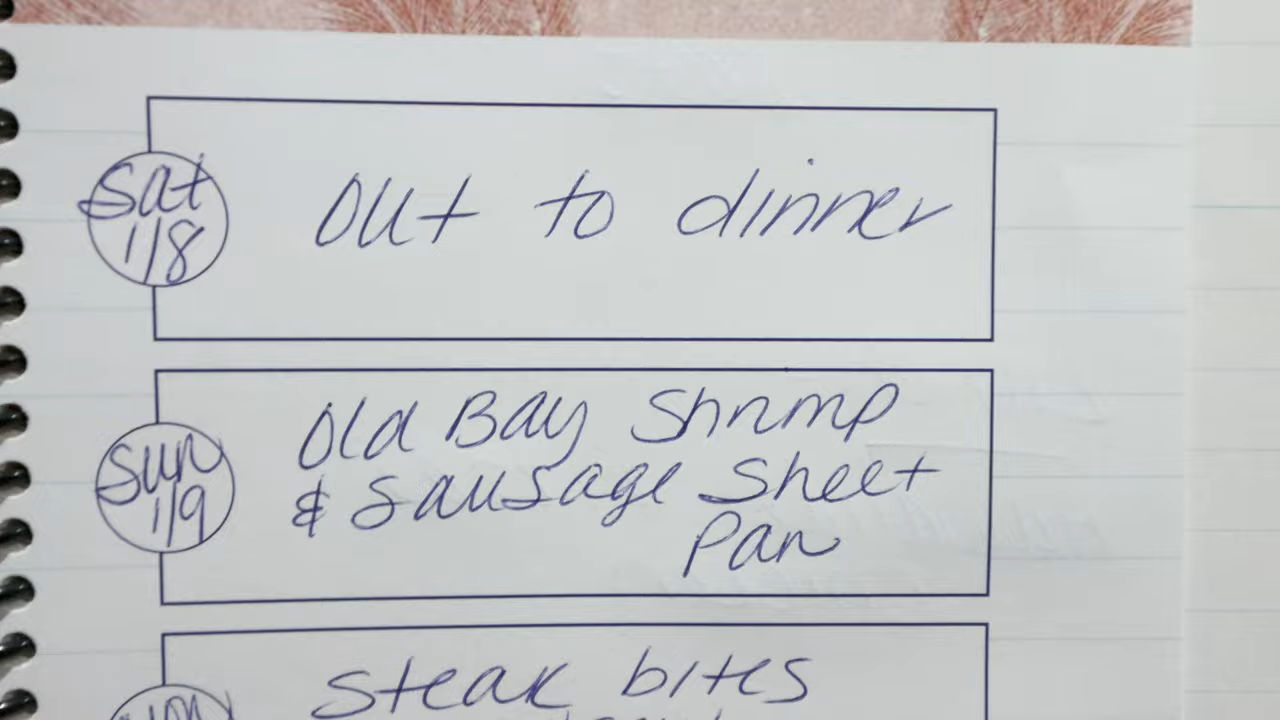 Sat
1/8
Out to dinner
Sun
1/9
Old Bay Shrimp
& Sausage Sheet
Pan
Steak bites